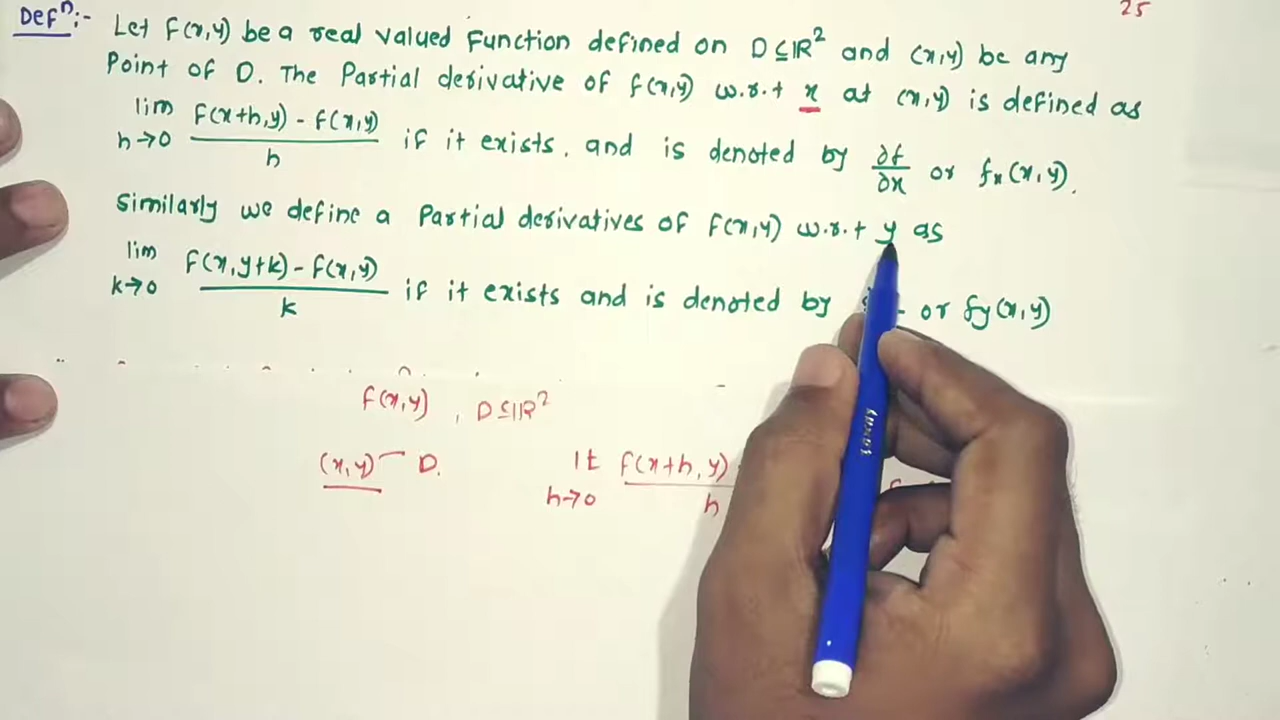 25
Defⁿ:- Let f(x,y) be a real valued function defined on D⊆ℝ² and (x,y) be any
Point of D. The Partial derivative of f(x,y) w.r.t x at (x,y) is defined as
lim h→0 f(x+h,y) - f(x,y) / h if it exists. and is denoted by ∂f/∂x or fx(x,y).
Similarly we define a Partial derivatives of f(x,y) w.r.t y as
lim k→0 f(x,y+k) - f(x,y) / k if it exists and is denoted by or fy(x,y)
f(x,y) , D⊆ℝ²
(x,y) D. lt h→0 f(x+h,y) / h